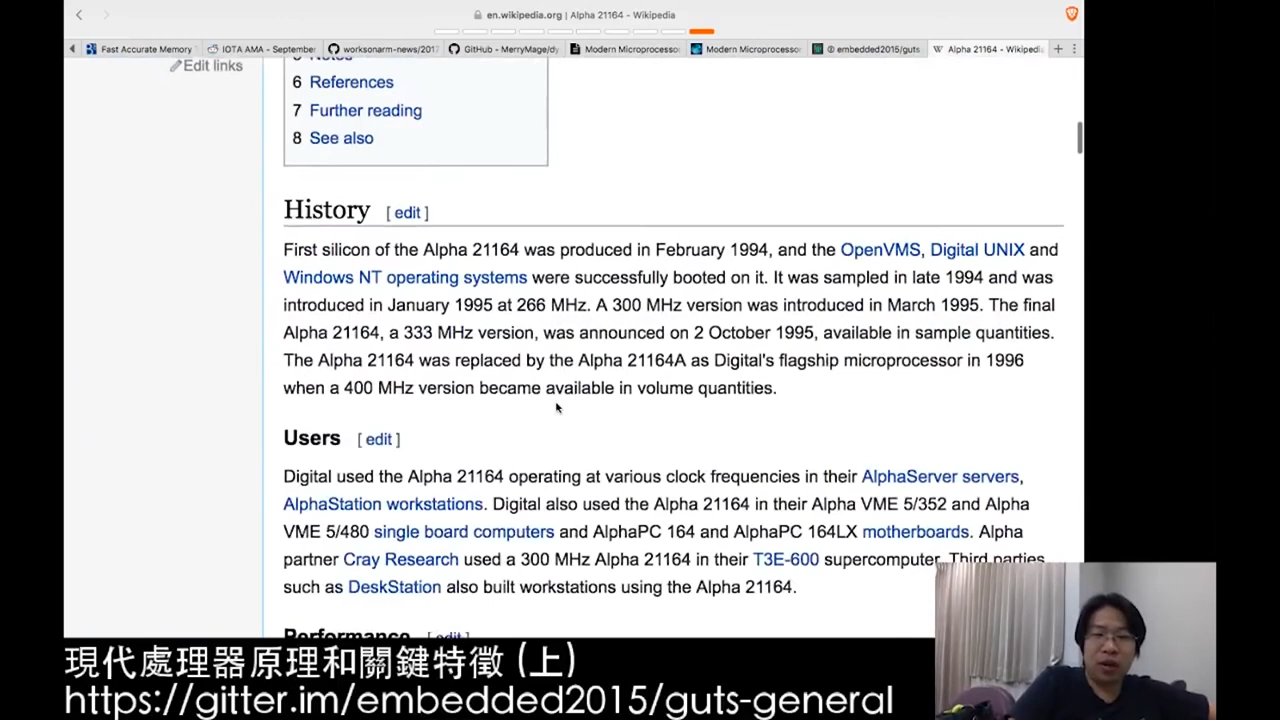 en.wikipedia.org | Alpha 21164 - Wikipedia
Fast Accurate Memory
IOTA AMA - September
worksonarm-news/2017
GitHub - MerryMage/dy
Modern Microprocesso
Modern Microprocessor
embedded2015/guts
Alpha 21164 - Wikipedi
Edit links
5 Notes
6 References
7 Further reading
8 See also
History [ edit ]
First silicon of the Alpha 21164 was produced in February 1994, and the OpenVMS, Digital UNIX and
Windows NT operating systems were successfully booted on it. It was sampled in late 1994 and was
introduced in January 1995 at 266 MHz. A 300 MHz version was introduced in March 1995. The final
Alpha 21164, a 333 MHz version, was announced on 2 October 1995, available in sample quantities.
The Alpha 21164 was replaced by the Alpha 21164A as Digital's flagship microprocessor in 1996
when a 400 MHz version became available in volume quantities.
Users [ edit ]
Digital used the Alpha 21164 operating at various clock frequencies in their AlphaServer servers,
AlphaStation workstations. Digital also used the Alpha 21164 in their Alpha VME 5/352 and Alpha
VME 5/480 single board computers and AlphaPC 164 and AlphaPC 164LX motherboards. Alpha
partner Cray Research used a 300 MHz Alpha 21164 in their T3E-600 supercomputer. Third parties
such as DeskStation also built workstations using the Alpha 21164.
Performance [ edit ]
現代處理器原理和關鍵特徵 (上)
https://gitter.im/embedded2015/guts-general